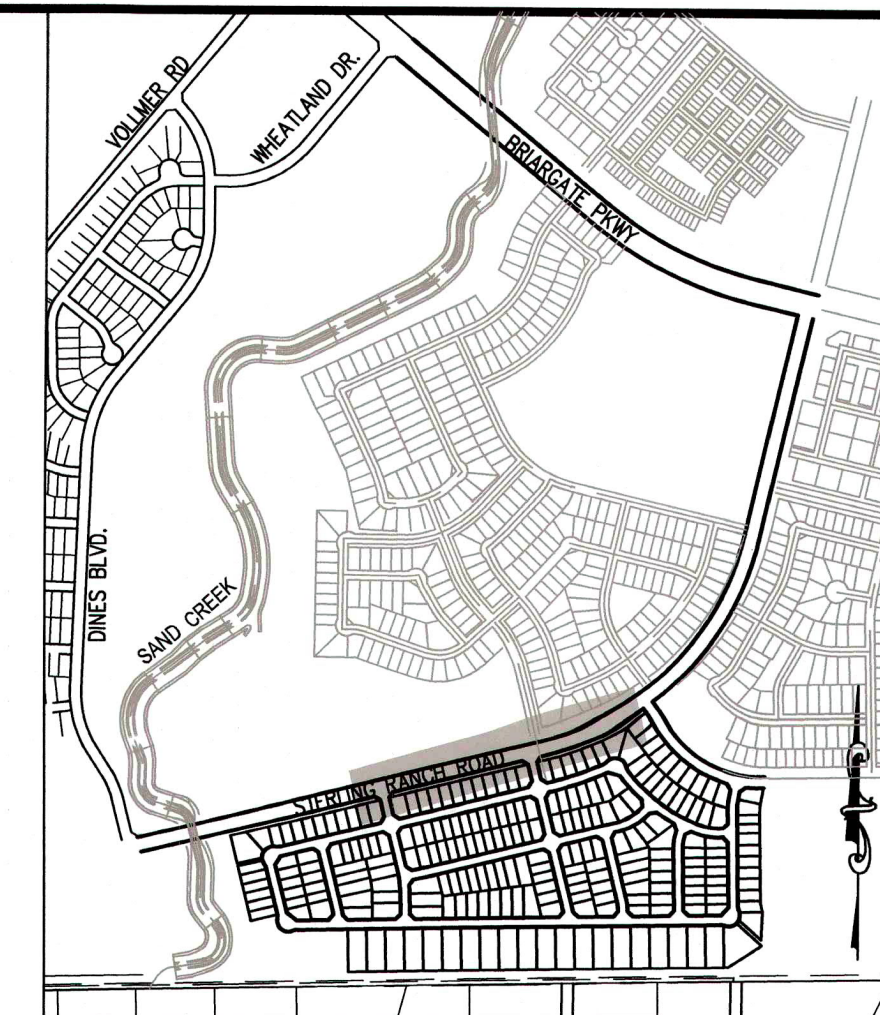 VOLLMER RD
WHEATLAND DR.
BRIARGATE PKWY
DINES BLVD.
SAND CREEK
STERLING RANCH ROAD